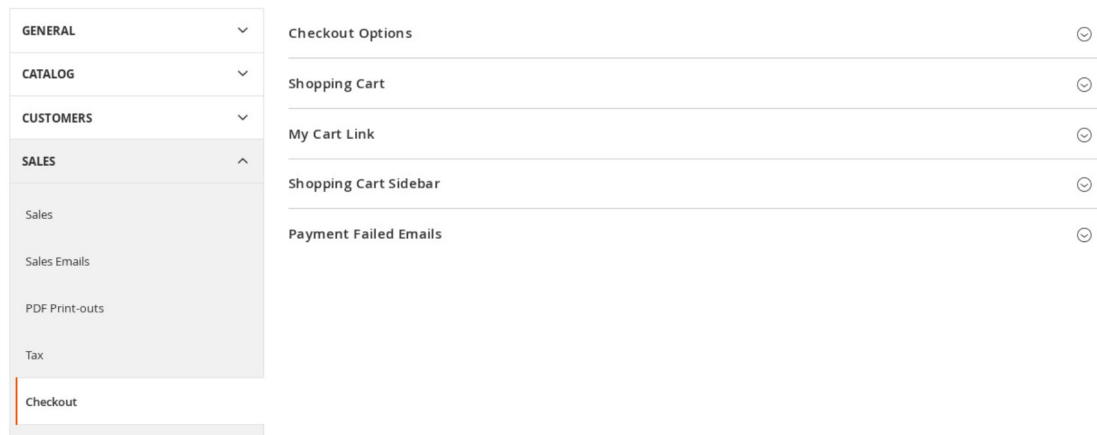 GENERAL
CATALOG
CUSTOMERS
SALES
Sales
Sales Emails
PDF Print-outs
Tax
Checkout
Checkout Options
Shopping Cart
My Cart Link
Shopping Cart Sidebar
Payment Failed Emails